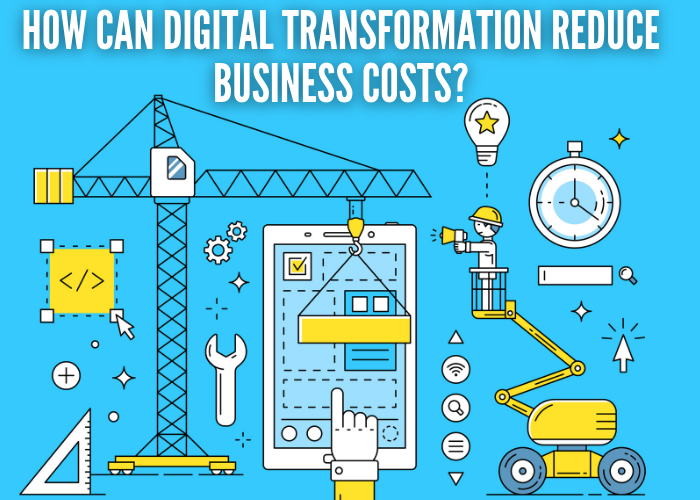 HOW CAN DIGITAL TRANSFORMATION REDUCE
BUSINESS COSTS?
</>